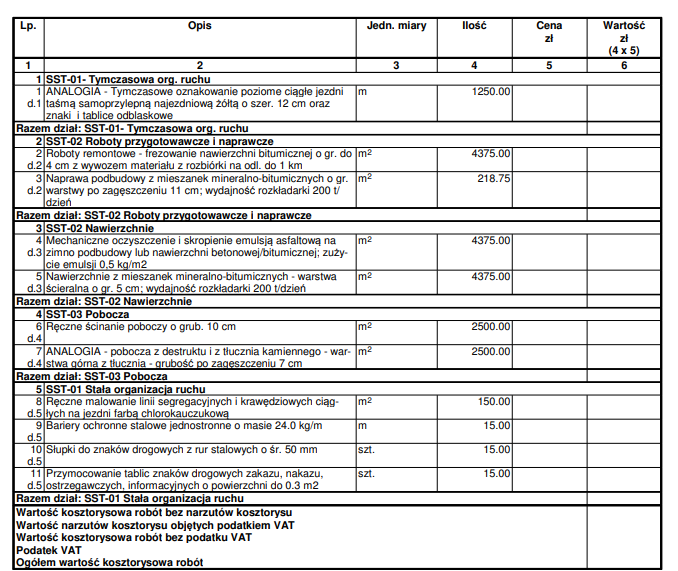 Lp. Opis Jedn. miary Ilość Cena Wartość
zł zł
(4 x 5)
1 2 3 4 5 6
1 SST-01- Tymczasowa org. ruchu
1 ANALOGIA - Tymczasowe oznakowanie poziome ciągłe jezdni m 1250.00
d.1 taśmą samoprzylepną najezdniową żółtą o szer. 12 cm oraz
znaki i tablice odblaskowe
Razem dział: SST-01- Tymczasowa org. ruchu
2 SST-02 Roboty przygotowawcze i naprawcze
2 Roboty remontowe - frezowanie nawierzchni bitumicznej o gr. do m2 4375.00
d.2 4 cm z wywozem materiału z rozbiórki na odl. do 1 km
3 Naprawa podbudowy z mieszanek mineralno-bitumicznych o gr. m2 218.75
d.2 warstwy po zagęszczeniu 11 cm; wydajność rozkładarki 200 t/
dzień
Razem dział: SST-02 Roboty przygotowawcze i naprawcze
3 SST-02 Nawierzchnie
4 Mechaniczne oczyszczenie i skropienie emulsją asfaltową na m2 4375.00
d.3 zimno podbudowy lub nawierzchni betonowej/bitumicznej; zuży-
cie emulsji 0,5 kg/m2
5 Nawierzchnie z mieszanek mineralno-bitumicznych - warstwa m2 4375.00
d.3 ścieralna o gr. 5 cm; wydajność rozkładarki 200 t/dzień
Razem dział: SST-02 Nawierzchnie
4 SST-03 Pobocza
6 Ręczne ścinanie poboczy o grub. 10 cm m2 2500.00
d.4
7 ANALOGIA - pobocza z destruktu i z tłucznia kamiennego - war- m2 2500.00
d.4 stwa górna z tłucznia - grubość po zagęszczeniu 7 cm
Razem dział: SST-03 Pobocza
5 SST-01 Stała organizacja ruchu
8 Ręczne malowanie linii segregacyjnych i krawędziowych ciąg- m2 150.00
d.5 łych na jezdni farbą chlorokauczukową
9 Bariery ochronne stalowe jednostronne o masie 24.0 kg/m m 15.00
d.5
10 Słupki do znaków drogowych z rur stalowych o śr. 50 mm szt. 15.00
d.5
11 Przymocowanie tablic znaków drogowych zakazu, nakazu, szt. 15.00
d.5 ostrzegawczych, informacyjnych o powierzchni do 0.3 m2
Razem dział: SST-01 Stała organizacja ruchu
Wartość kosztorysowa robót bez narzutów kosztorysu
Wartość narzutów kosztorysu objętych podatkiem VAT
Wartość kosztorysowa robót bez podatku VAT
Podatek VAT
Ogółem wartość kosztorysowa robót